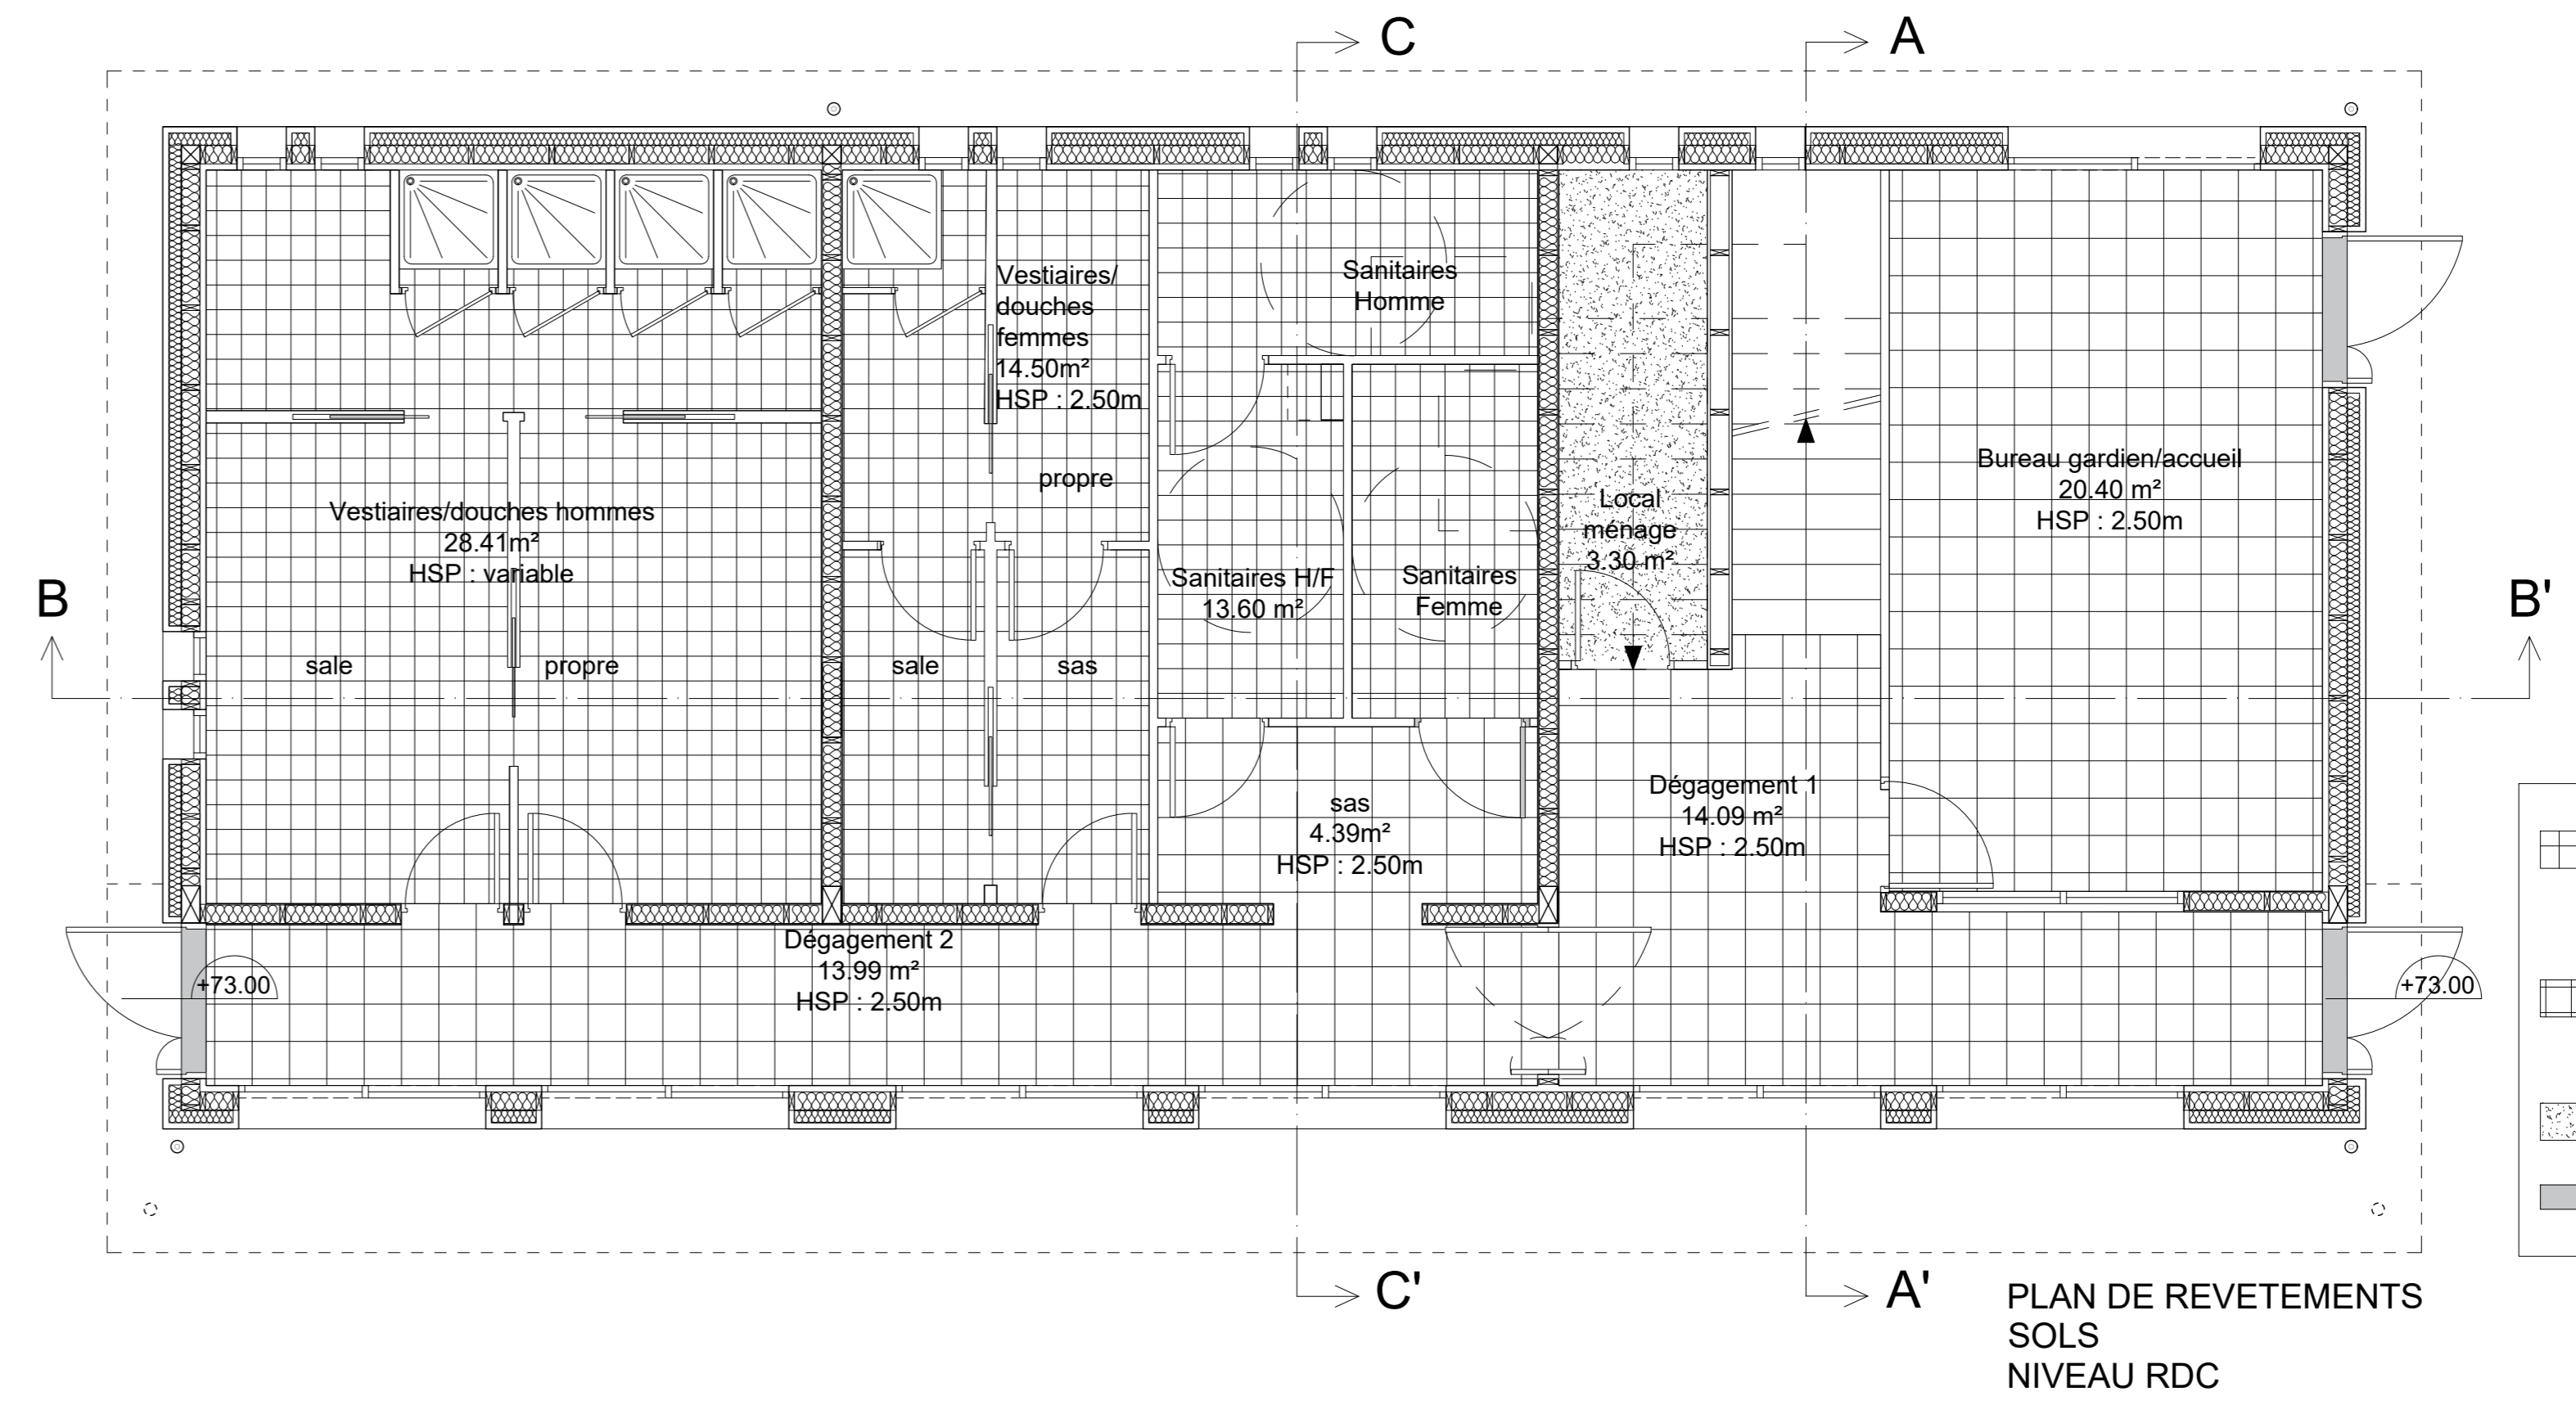 C
A
Vestiaires/
douches
femmes
14.50m²
HSP : 2.50m
Sanitaires
Homme
propre
Vestiaires/douches hommes
28.41m²
HSP : variable
Bureau gardien/accueil
20.40 m²
HSP : 2.50m
Local
ménage
3.30 m²
Sanitaires H/F
13.60 m²
Sanitaires
Femme
B
B'
sale
propre
sale
sas
Dégagement 1
14.09 m²
HSP : 2.50m
sas
4.39m²
HSP : 2.50m
Dégagement 2
13.99 m²
HSP : 2.50m
+73.00
+73.00
C'
A'
PLAN DE REVETEMENTS
SOLS
NIVEAU RDC